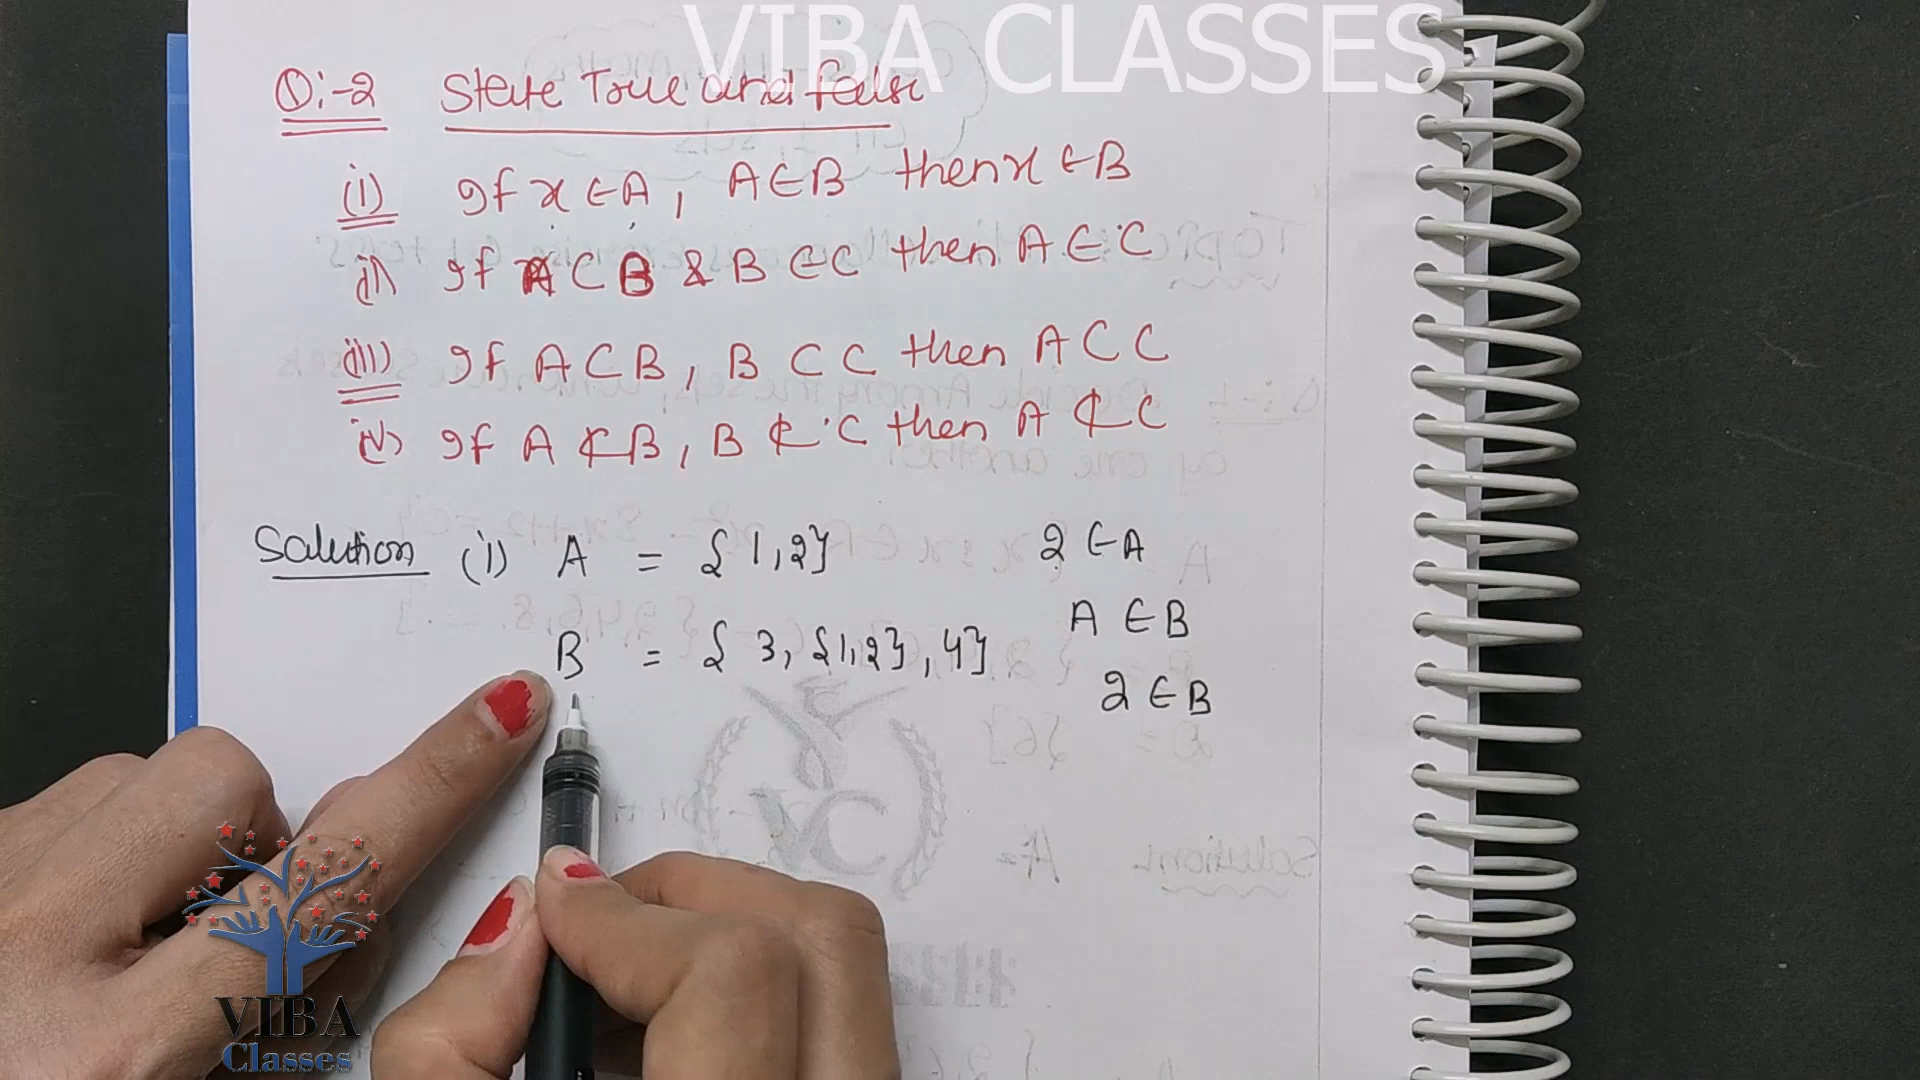 VIBA CLASSES
Q:-2 State True and False
(i) If x ∈ A, A ∈ B then x ∈ B
ii) If A ⊂ B & B ∈ C then A ∈ C
(iii) If A ⊂ B, B ⊂ C then A ⊂ C
iv) If A ⊄ B, B ⊄ C then A ⊄ C
Solution (i) A = {1,2} 2 ∈ A
A ∈ B
B = {3, {1,2}, 4}
2 ∈ B
VC
VIBA
Classes